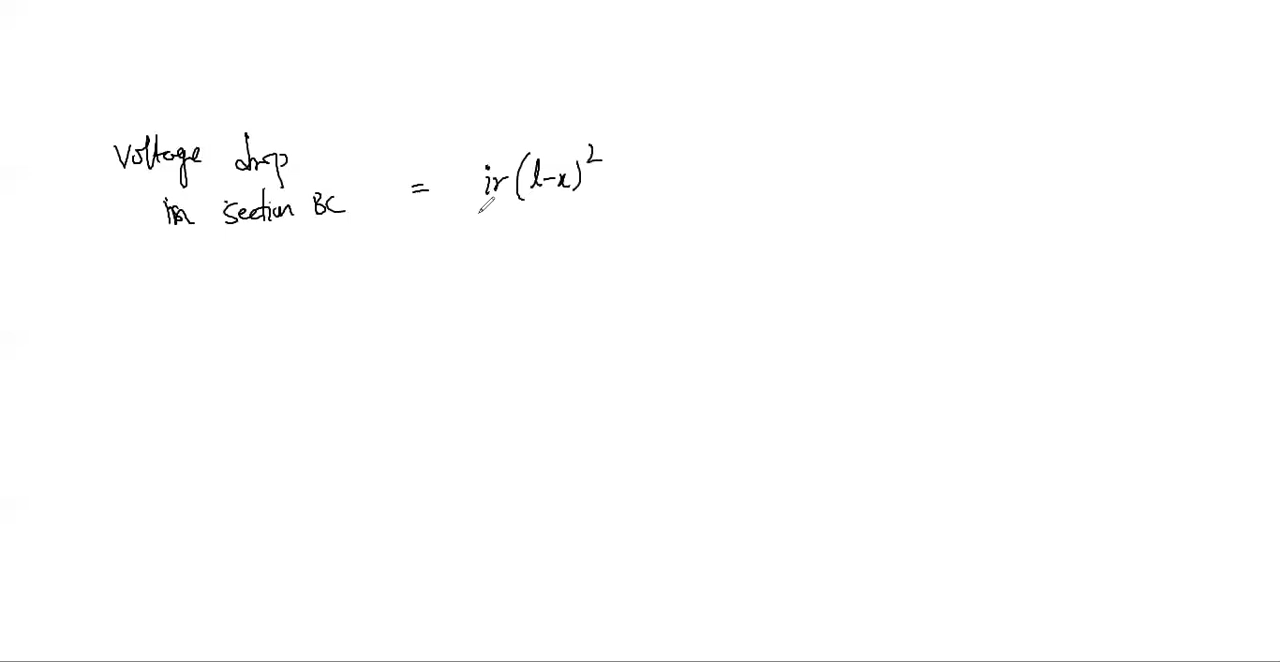 Voltage drop
in section BC = ir(l-x)²